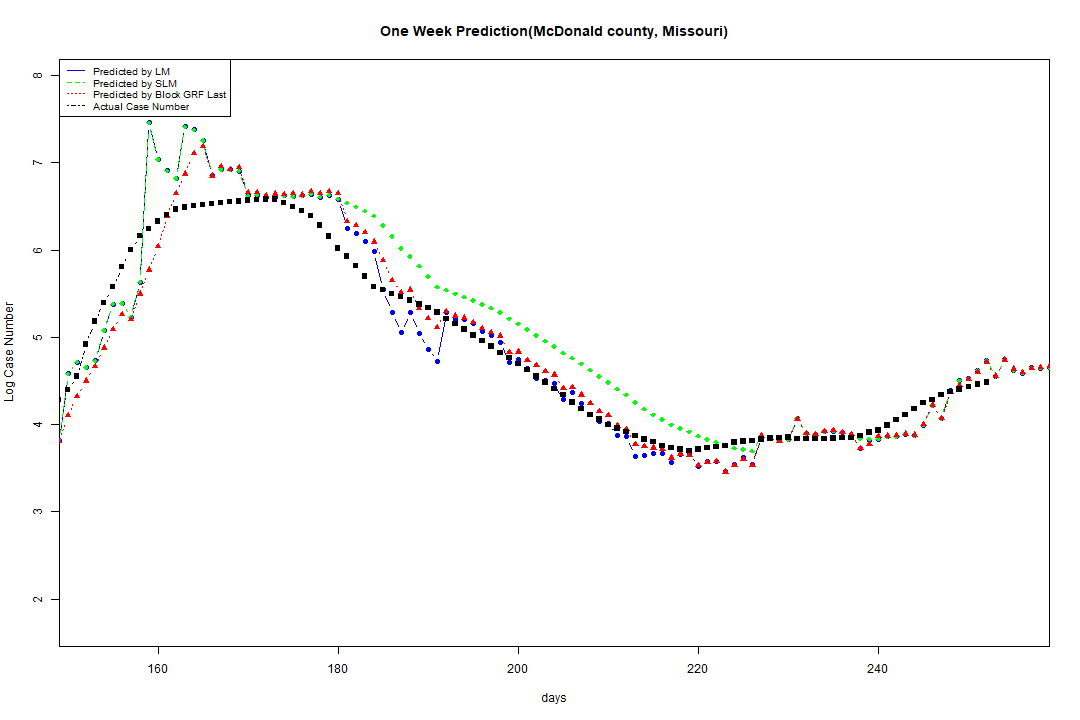 One Week Prediction(McDonald county, Missouri)
Predicted by LM
Predicted by SLM
Predicted by Block GRF Last
Actual Case Number
8
7
6
5
4
3
2
Log Case Number
160 180 200 220 240
days